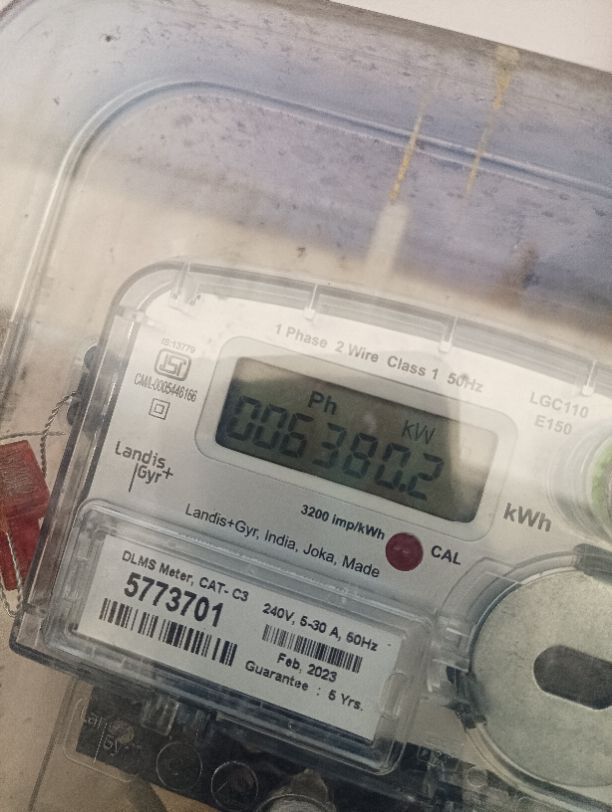 1 Phase 2 Wire Class 1 50Hz
IS:13779
ISI
CM/L-0005446166
LGC110
E150
Ph kW
006380.2
kWh
Landis
Gyr+
3200 imp/kWh
CAL
Landis+Gyr, India, Joka, Made
DLMS Meter, CAT- C3
5773701
240V, 5-30 A, 50Hz
Feb, 2023
Guarantee : 5 Yrs.